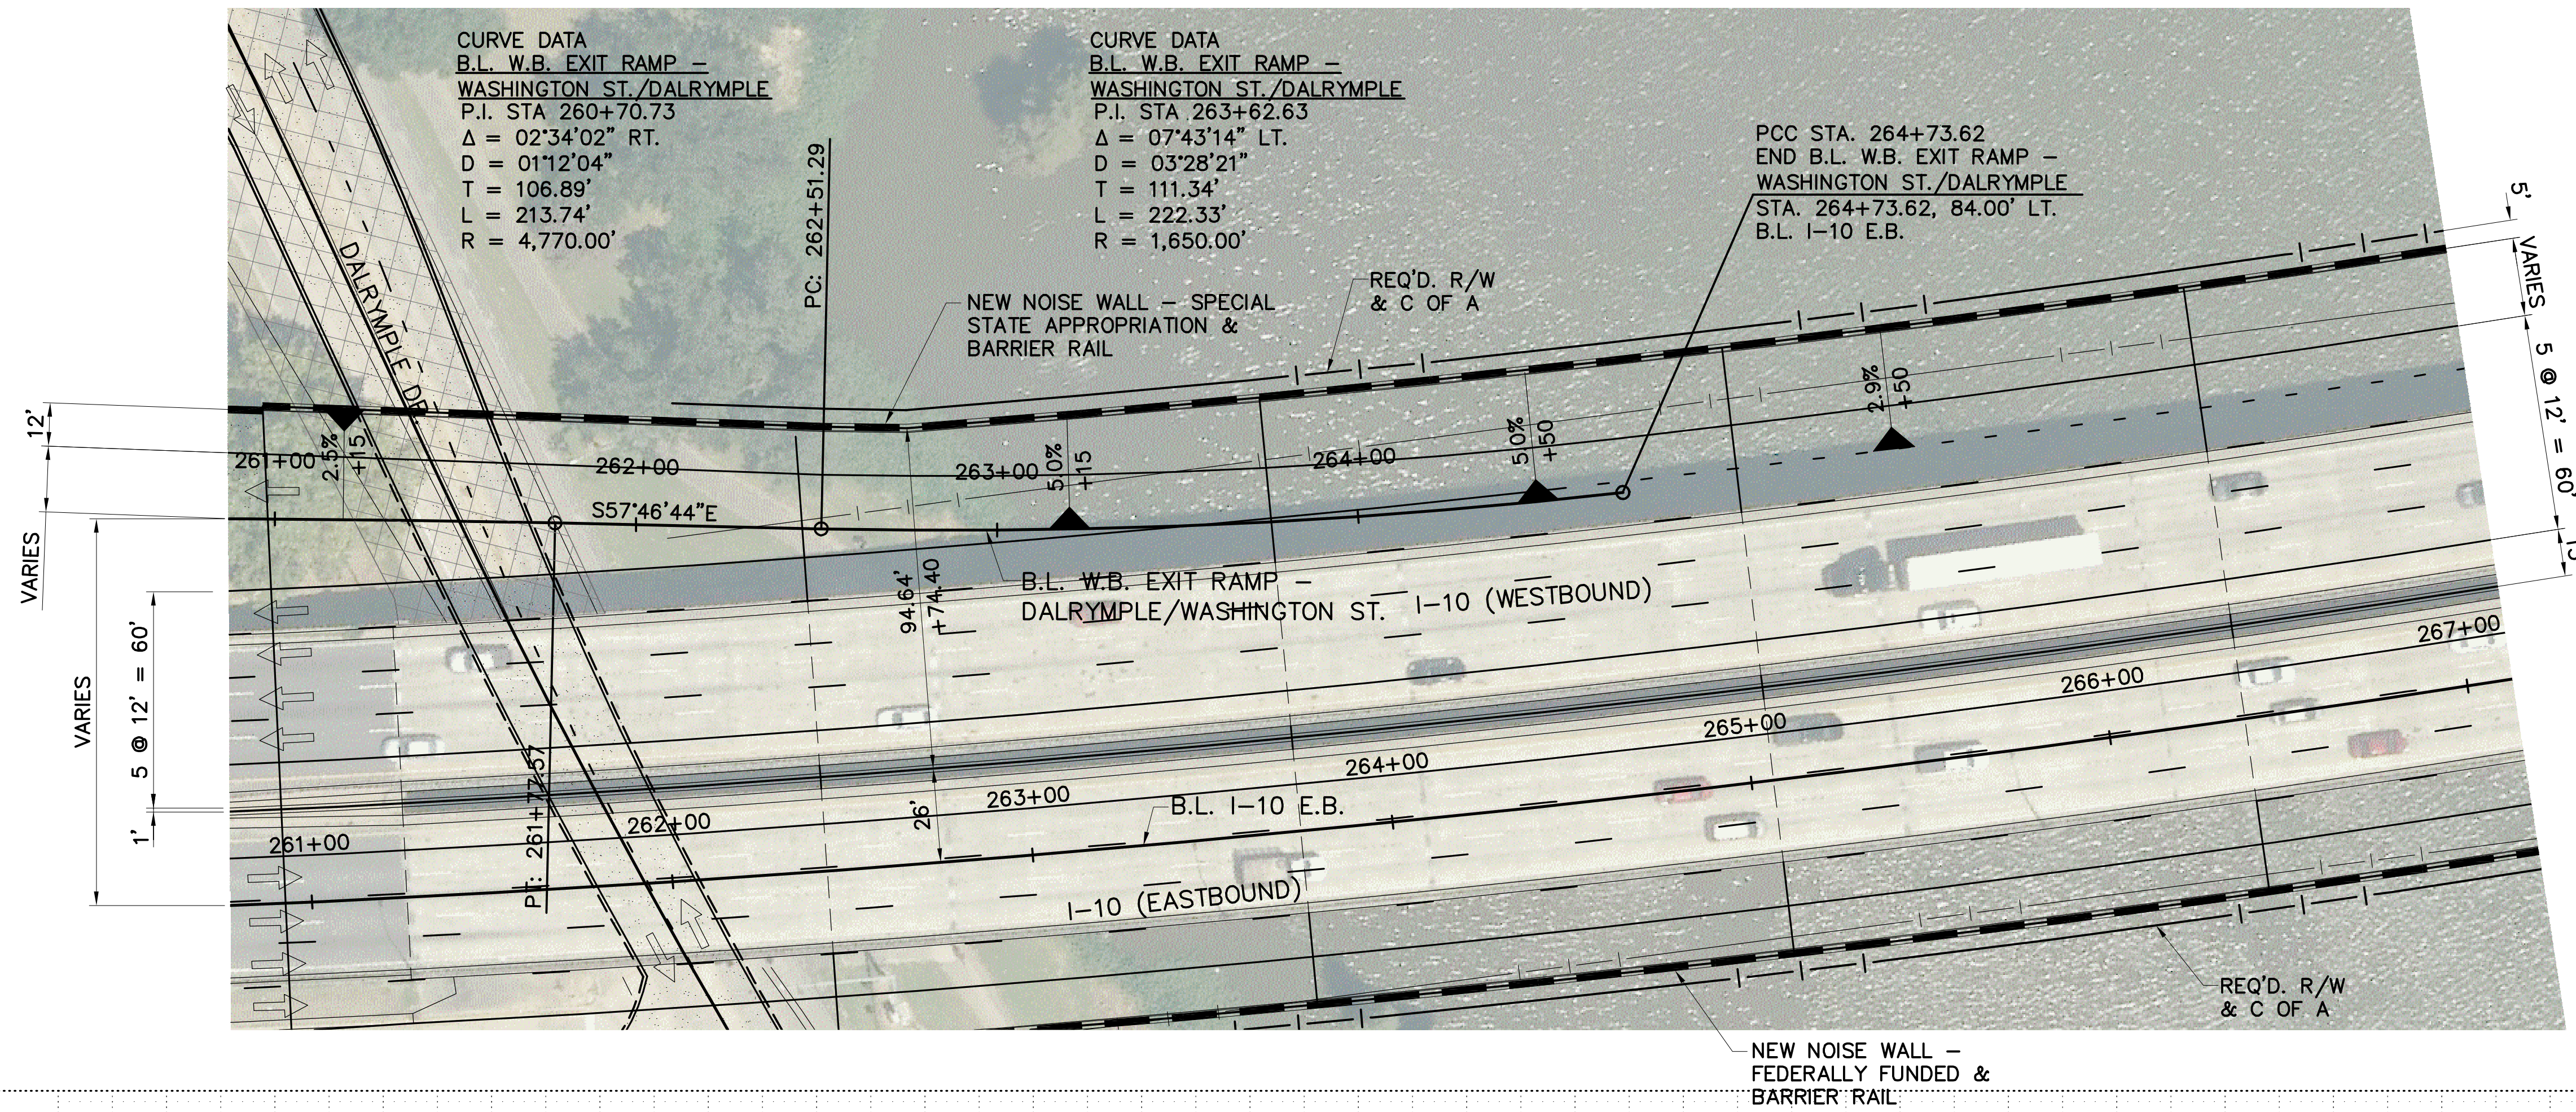 CURVE DATA
B.L. W.B. EXIT RAMP –
WASHINGTON ST./DALRYMPLE
P.I. STA 260+70.73
Δ = 02°34'02" RT.
D = 01°12'04"
T = 106.89'
L = 213.74'
R = 4,770.00'
CURVE DATA
B.L. W.B. EXIT RAMP –
WASHINGTON ST./DALRYMPLE
P.I. STA 263+62.63
Δ = 07°43'14" LT.
D = 03°28'21"
T = 111.34'
L = 222.33'
R = 1,650.00'
PCC STA. 264+73.62
END B.L. W.B. EXIT RAMP –
WASHINGTON ST./DALRYMPLE
STA. 264+73.62, 84.00' LT.
B.L. I–10 E.B.
PC: 262+51.29
DALRYMPLE DR.
NEW NOISE WALL – SPECIAL
STATE APPROPRIATION &
BARRIER RAIL
REQ'D. R/W
& C OF A
5'
VARIES
5 @ 12' = 60'
12'
VARIES
261+00
2.5%
+15
262+00
263+00
5.0%
+15
264+00
5.0%
+50
2.9%
+50
S57°46'44"E
B.L. W.B. EXIT RAMP –
DALRYMPLE/WASHINGTON ST.
I–10 (WESTBOUND)
94.64'
+74.40
VARIES
5 @ 12' = 60'
1'
PT: 261+77.57
26'
261+00
262+00
263+00
264+00
265+00
266+00
267+00
B.L. I–10 E.B.
I–10 (EASTBOUND)
REQ'D. R/W
& C OF A
NEW NOISE WALL –
FEDERALLY FUNDED &
BARRIER RAIL